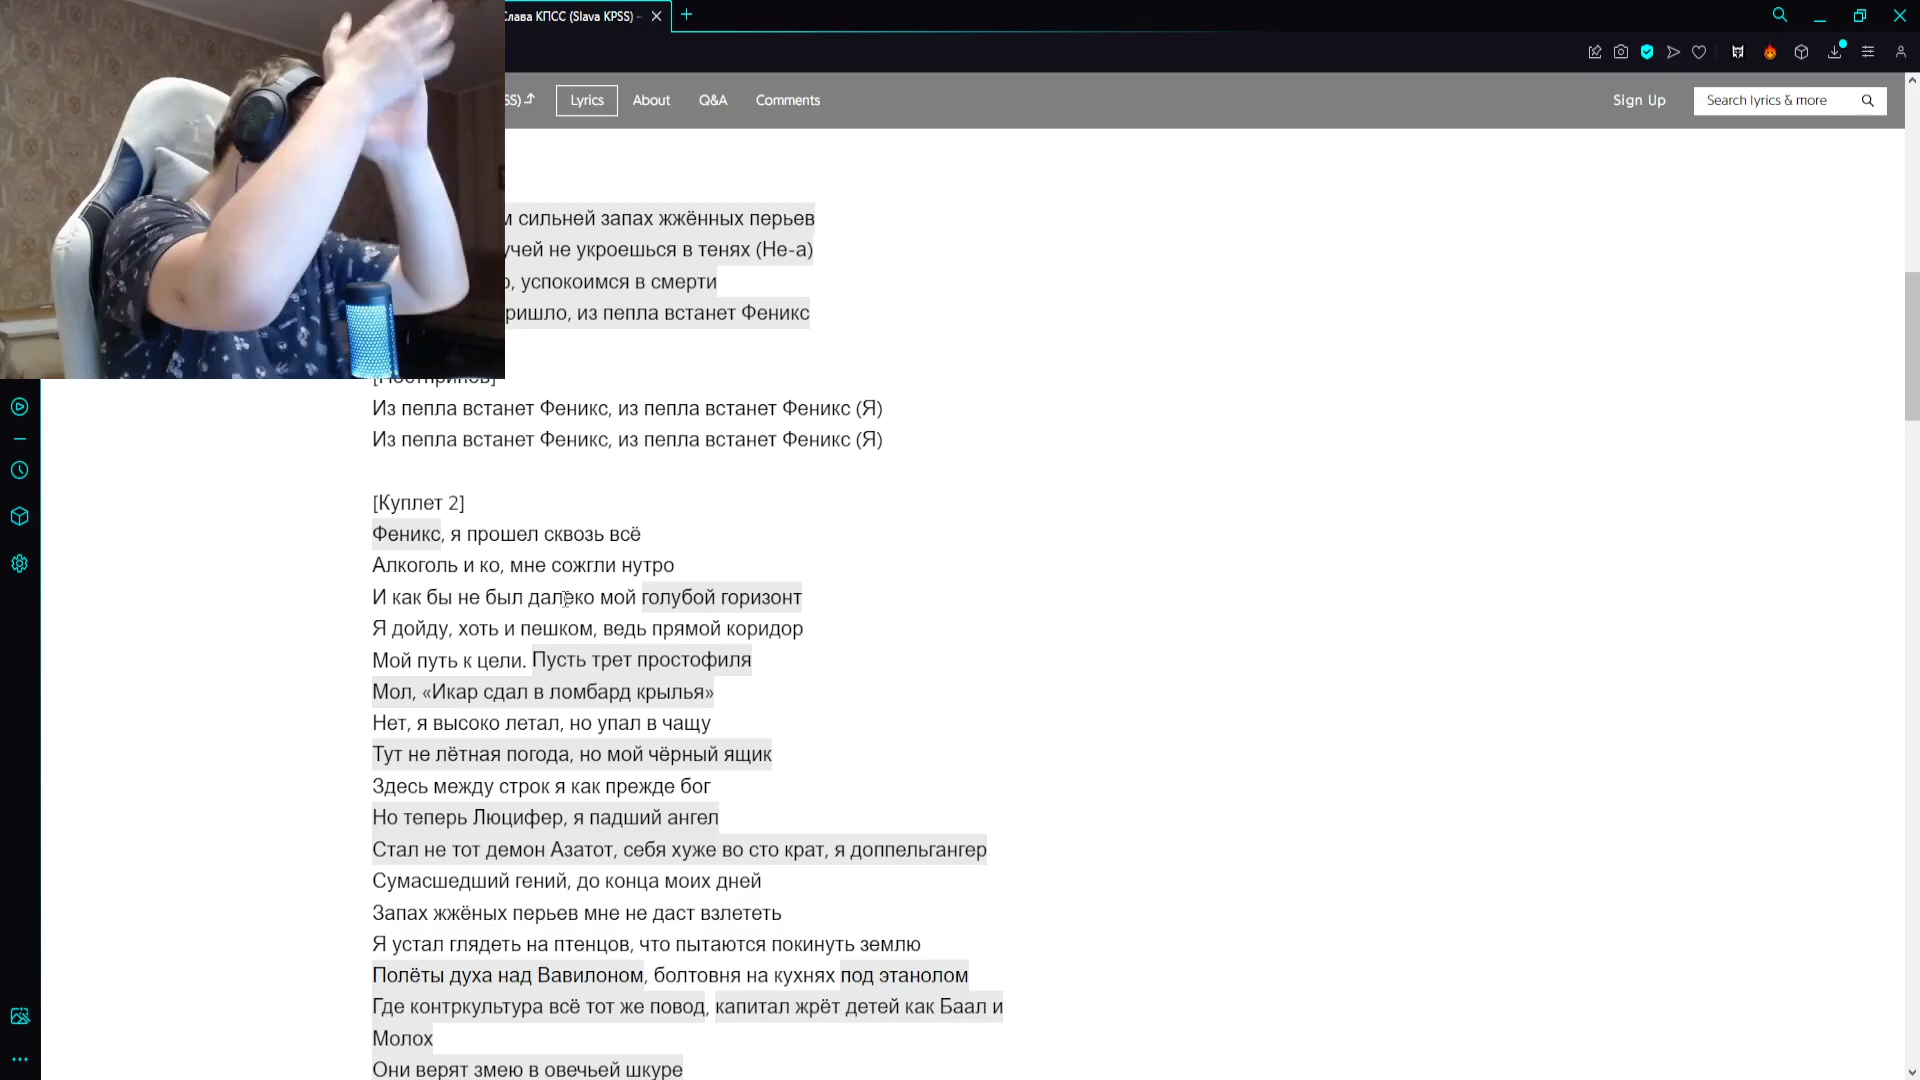 Слава КПСС (Slava KPSS) –
Lyrics
About
Q&A
Comments
Sign Up
Search lyrics & more
сильней запах жжённых перьев
не укроешься в тенях (Не-а)
успокоимся в смерти
из пепла встанет Феникс
Из пепла встанет Феникс, из пепла встанет Феникс (Я)
Из пепла встанет Феникс, из пепла встанет Феникс (Я)
[Куплет 2]
Феникс, я прошел сквозь всё
Алкоголь и ко, мне сожгли нутро
И как бы не был далеко мой голубой горизонт
Я дойду, хоть и пешком, ведь прямой коридор
Мой путь к цели. Пусть трет простофиля
Мол, «Икар сдал в ломбард крылья»
Нет, я высоко летал, но упал в чащу
Тут не лётная погода, но мой чёрный ящик
Здесь между строк я как прежде бог
Но теперь Люцифер, я падший ангел
Стал не тот демон Азатот, себя хуже во сто крат, я доппельгангер
Сумасшедший гений, до конца моих дней
Запах жжёных перьев мне не даст взлететь
Я устал глядеть на птенцов, что пытаются покинуть землю
Полёты духа над Вавилоном, болтовня на кухнях под этанолом
Где контркультура всё тот же повод, капитал жрёт детей как Баал и
Молох
Они верят змею в овечьей шкуре